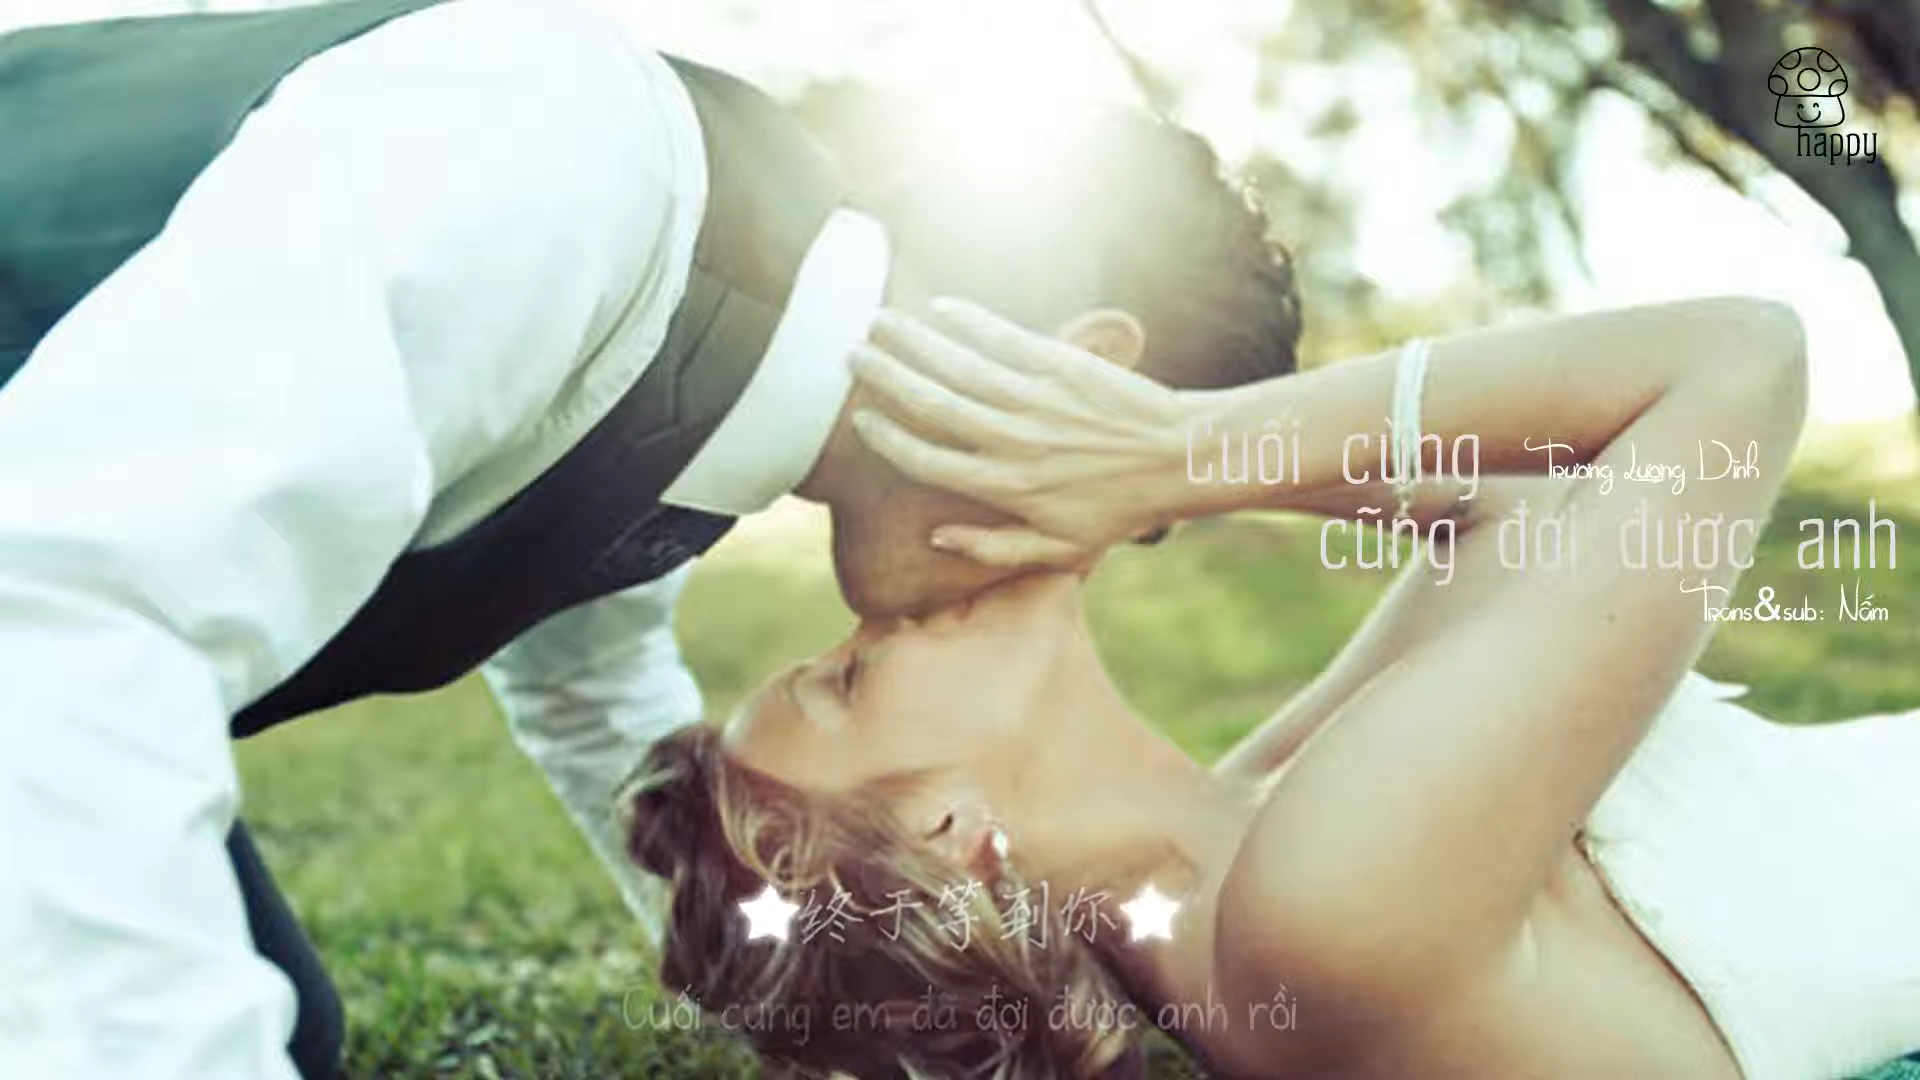 happy
Cuối cùng
Trương Lương Dĩnh
cũng đợi được anh
Trans&sub: Nấm
终于等到你
Cuối cùng em đã đợi được anh rồi